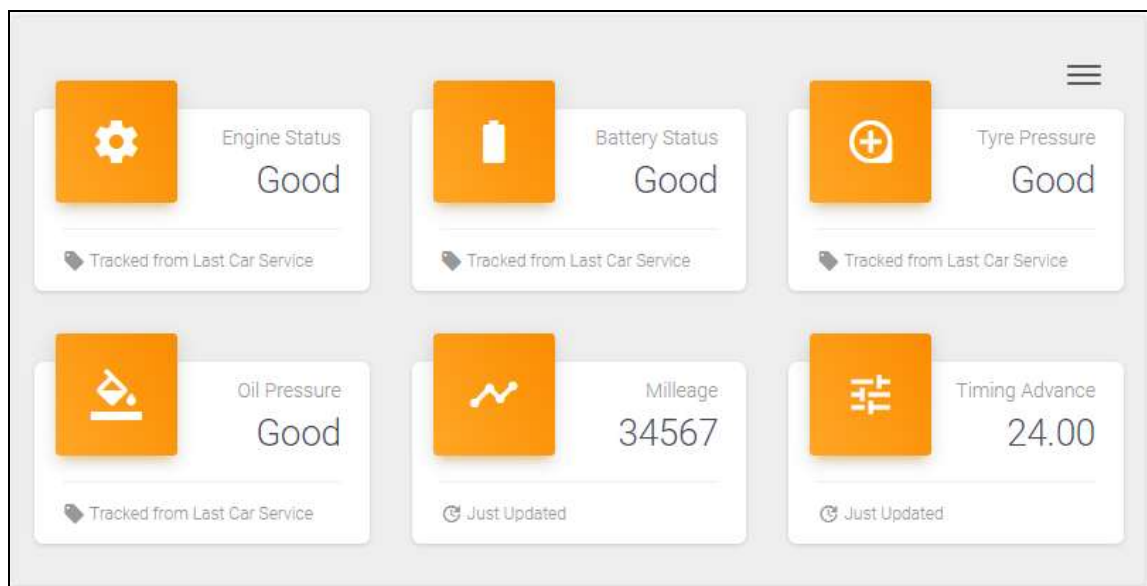 Engine Status
Good
Tracked from Last Car Service
Battery Status
Good
Tracked from Last Car Service
Tyre Pressure
Good
Tracked from Last Car Service
Oil Pressure
Good
Tracked from Last Car Service
Milleage
34567
Just Updated
Timing Advance
24.00
Just Updated